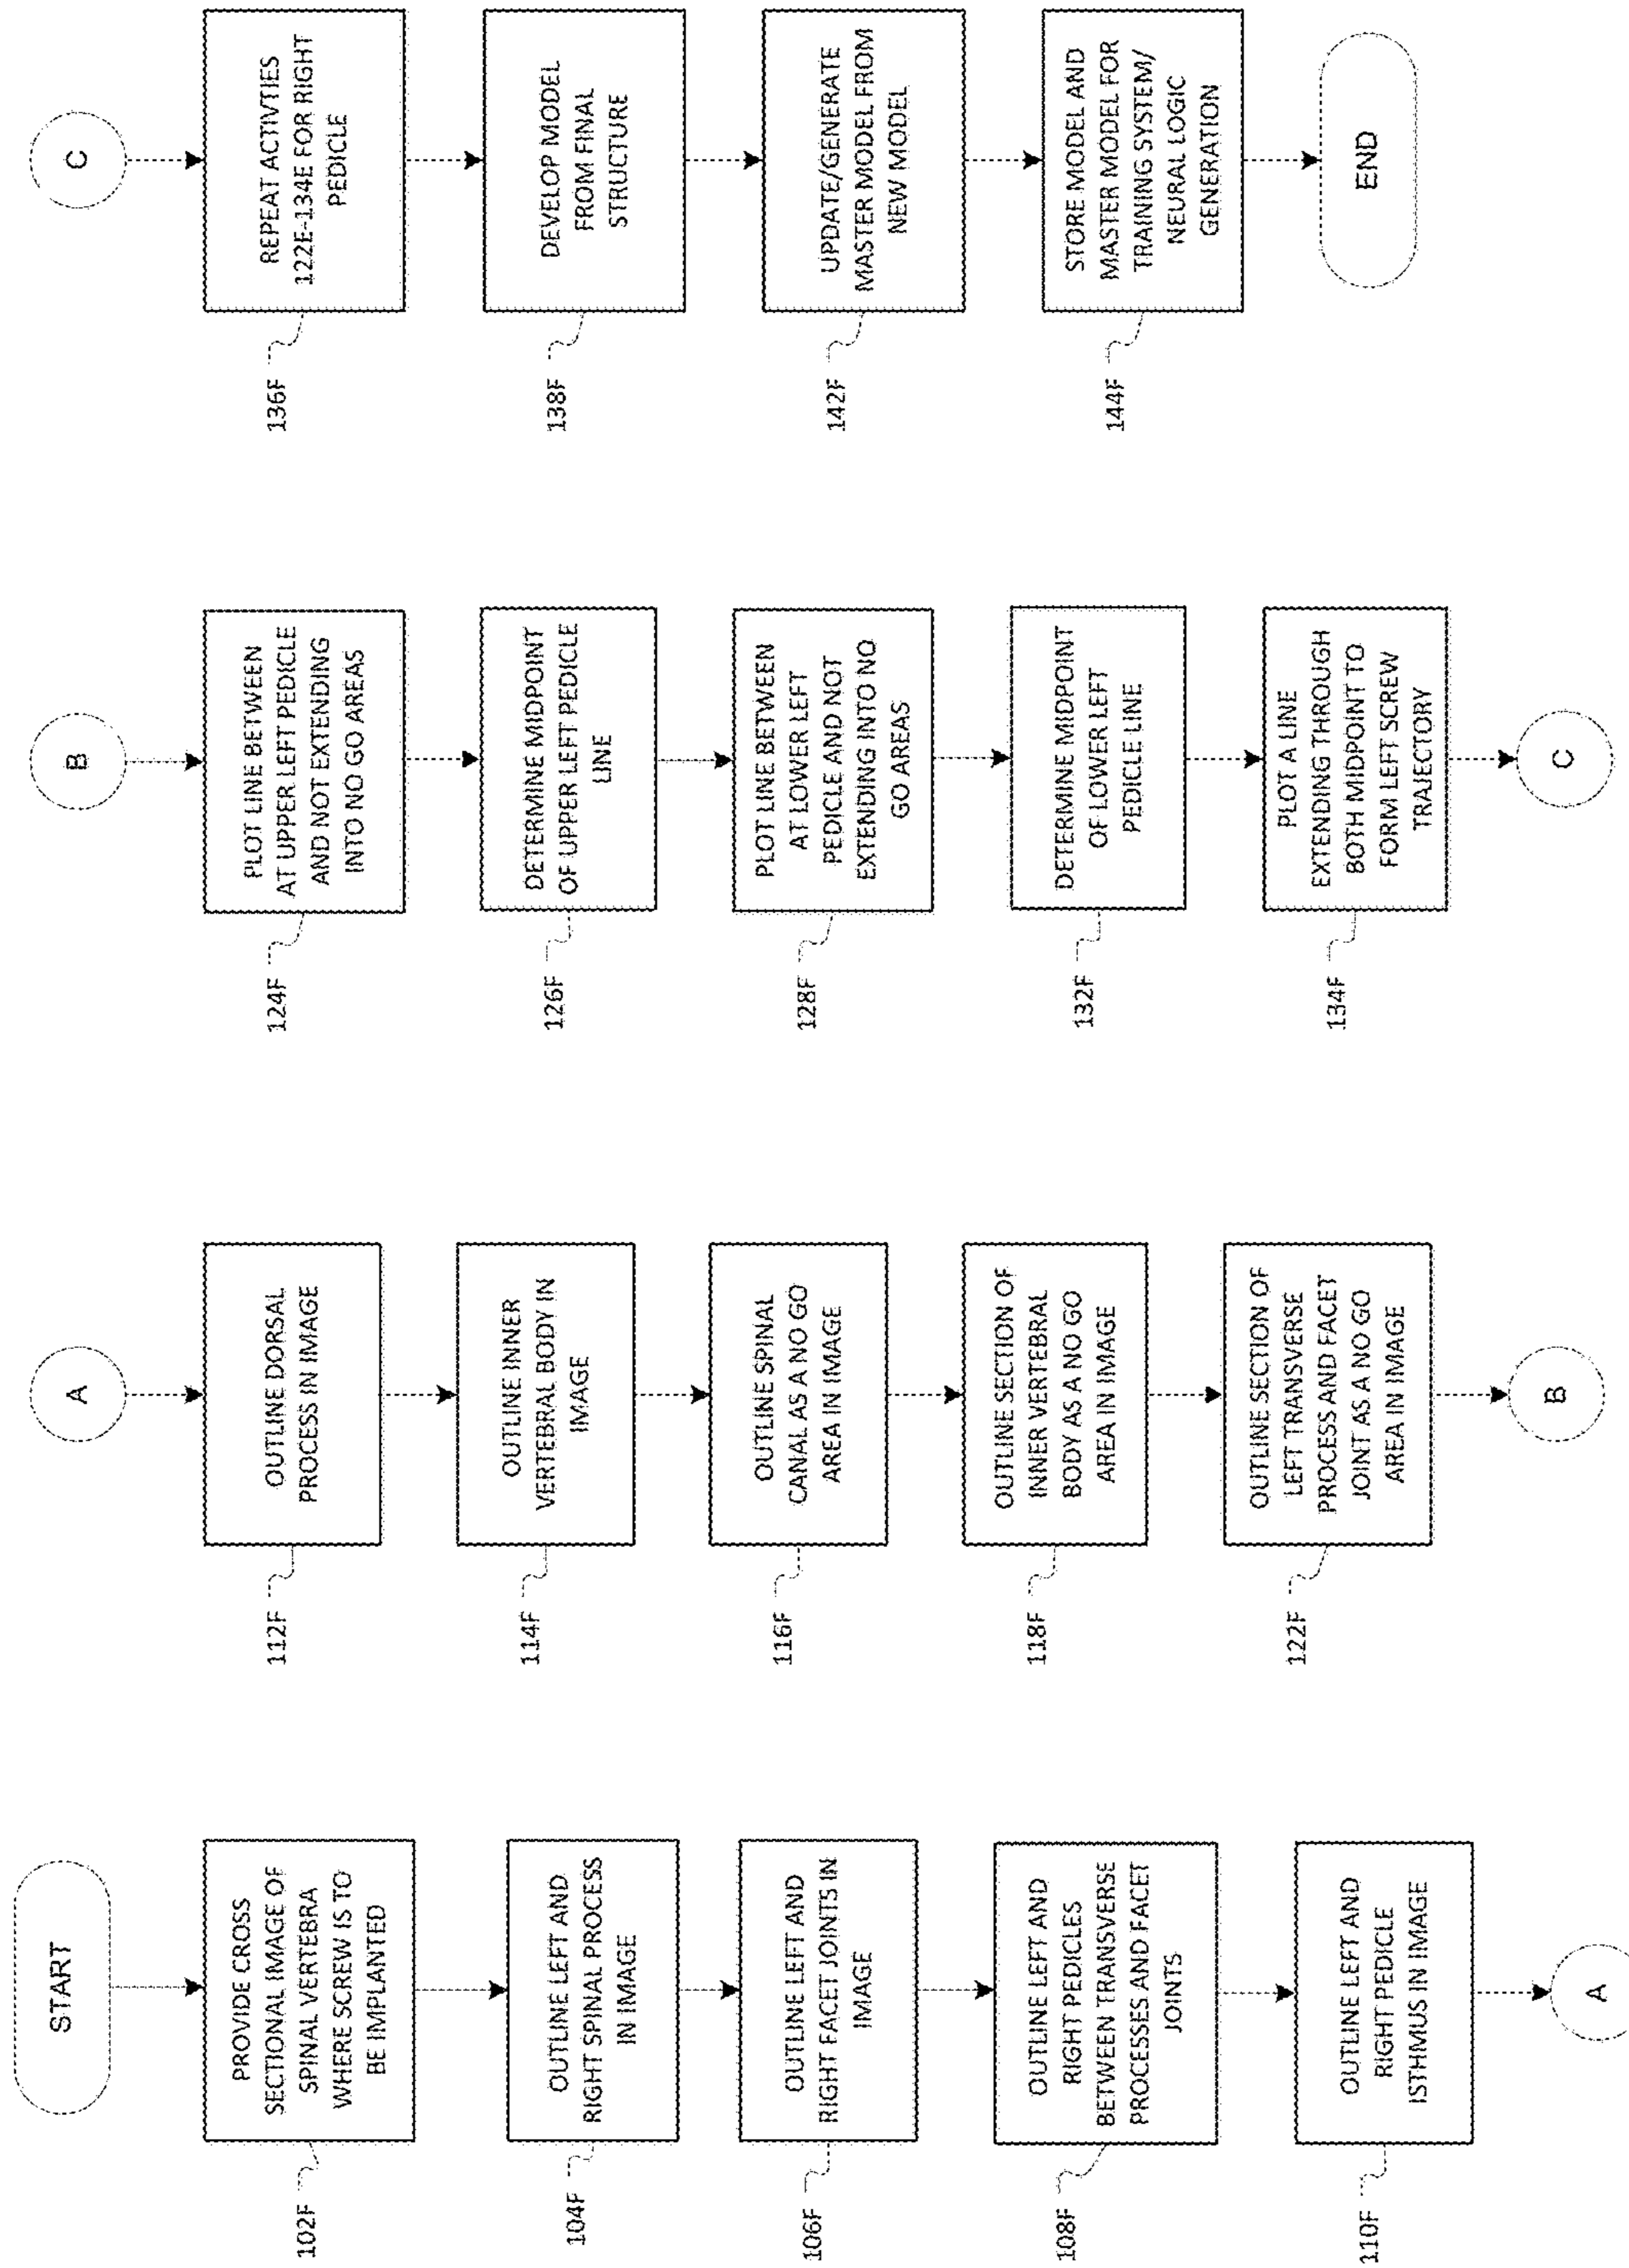 START
PROVIDE CROSS
SECTIONAL IMAGE OF
SPINAL VERTEBRA
WHERE SCREW IS TO
BE IMPLANTED
102F
OUTLINE LEFT AND
RIGHT SPINAL PROCESS
IN IMAGE
104F
OUTLINE LEFT AND
RIGHT FACET JOINTS IN
IMAGE
106F
OUTLINE LEFT AND
RIGHT PEDICLES
BETWEEN TRANSVERSE
PROCESSES AND FACET
JOINTS
108F
OUTLINE LEFT AND
RIGHT PEDICLE
ISTHMUS IN IMAGE
110F
A
A
OUTLINE DORSAL
PROCESS IN IMAGE
112F
OUTLINE INNER
VERTEBRAL BODY IN
IMAGE
114F
OUTLINE SPINAL
CANAL AS A NO GO
AREA IN IMAGE
116F
OUTLINE SECTION OF
INNER VERTEBRAL
BODY AS A NO GO
AREA IN IMAGE
118F
OUTLINE SECTION OF
LEFT TRANSVERSE
PROCESS AND FACET
JOINT AS A NO GO
AREA IN IMAGE
122F
B
B
PLOT LINE BETWEEN
AT UPPER LEFT PEDICLE
AND NOT EXTENDING
INTO NO GO AREAS
124F
DETERMINE MIDPOINT
OF UPPER LEFT PEDICLE
LINE
126F
PLOT LINE BETWEEN
AT LOWER LEFT
PEDICLE AND NOT
EXTENDING INTO NO
GO AREAS
128F
DETERMINE MIDPOINT
OF LOWER LEFT
PEDICLE LINE
132F
PLOT A LINE
EXTENDING THROUGH
BOTH MIDPOINT TO
FORM LEFT SCREW
TRAJECTORY
134F
C
C
REPEAT ACTIVTIES
122E-134E FOR RIGHT
PEDICLE
136F
DEVELOP MODEL
FROM FINAL
STRUCTURE
138F
UPDATE/GENERATE
MASTER MODEL FROM
NEW MODEL
142F
STORE MODEL AND
MASTER MODEL FOR
TRAINING SYSTEM/
NEURAL LOGIC
GENERATION
144F
END